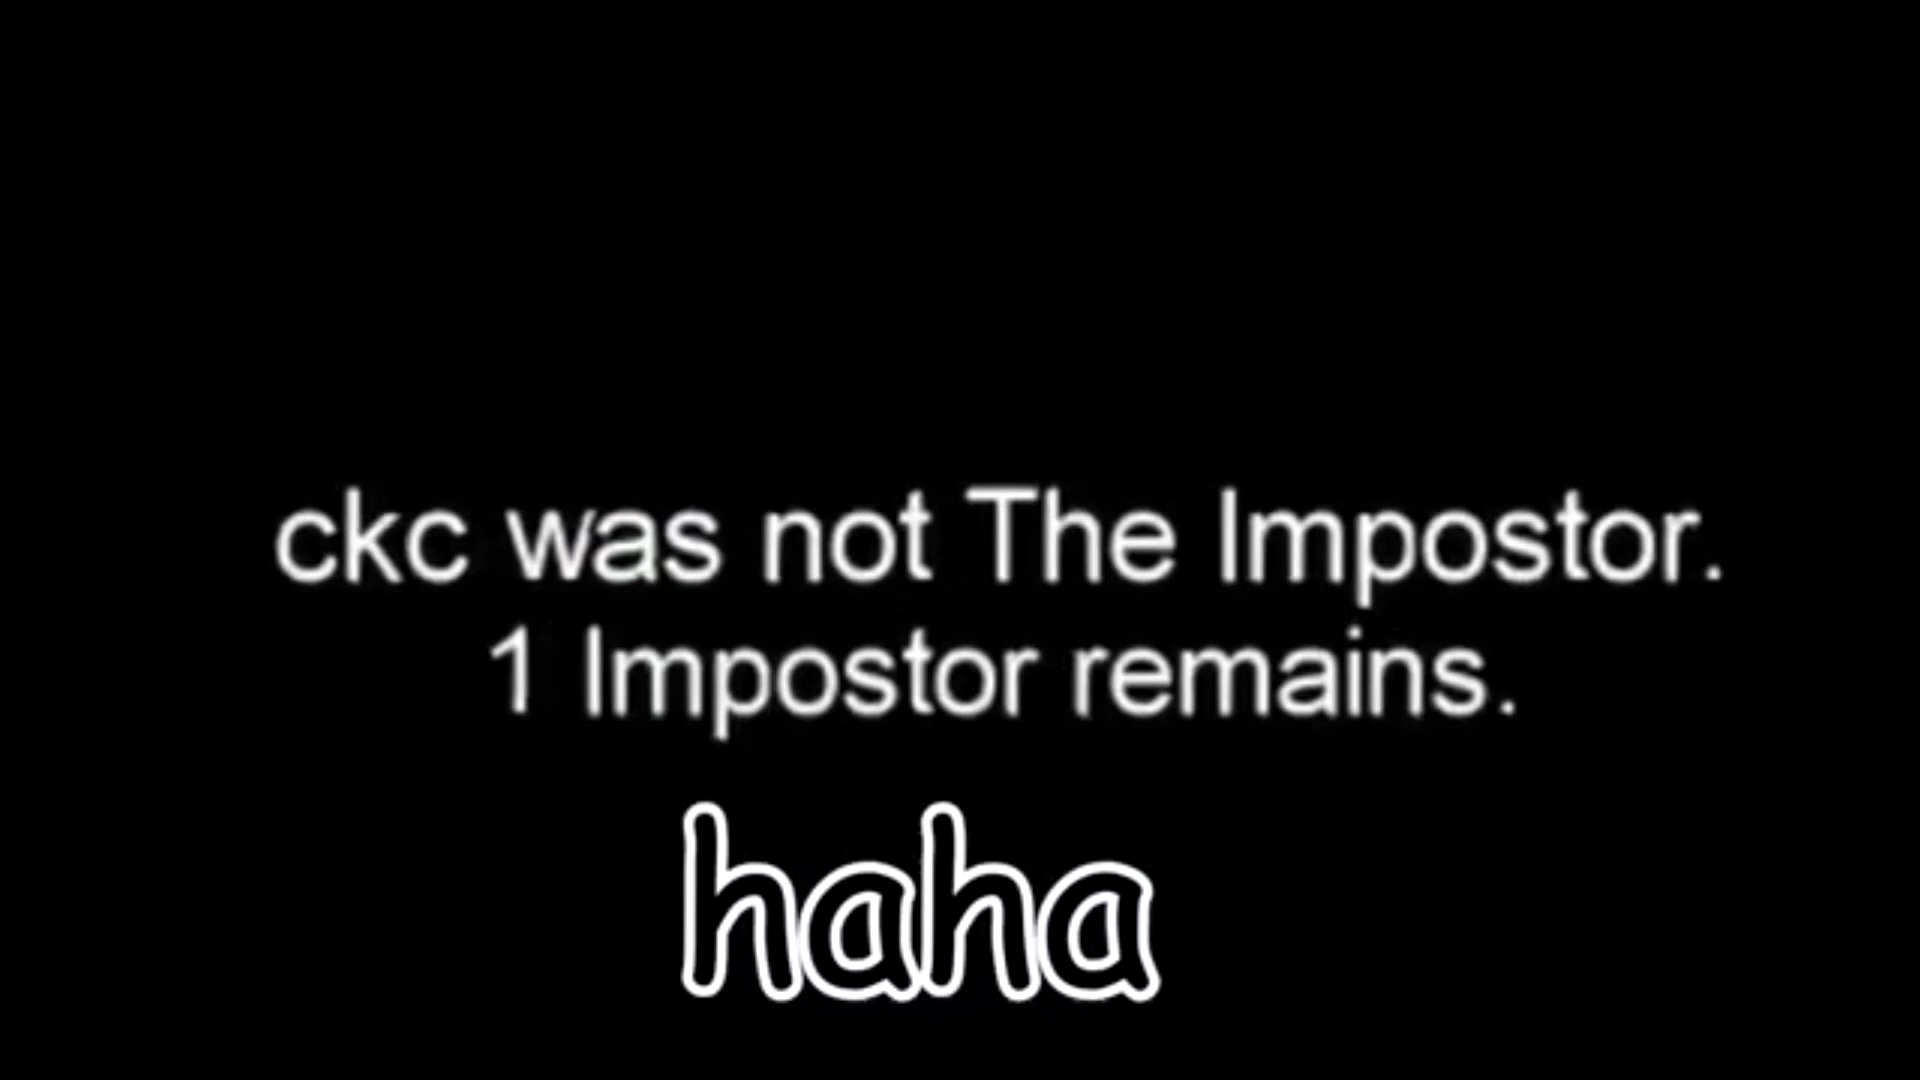 ckc was not The Impostor.
1 Impostor remains.
haha